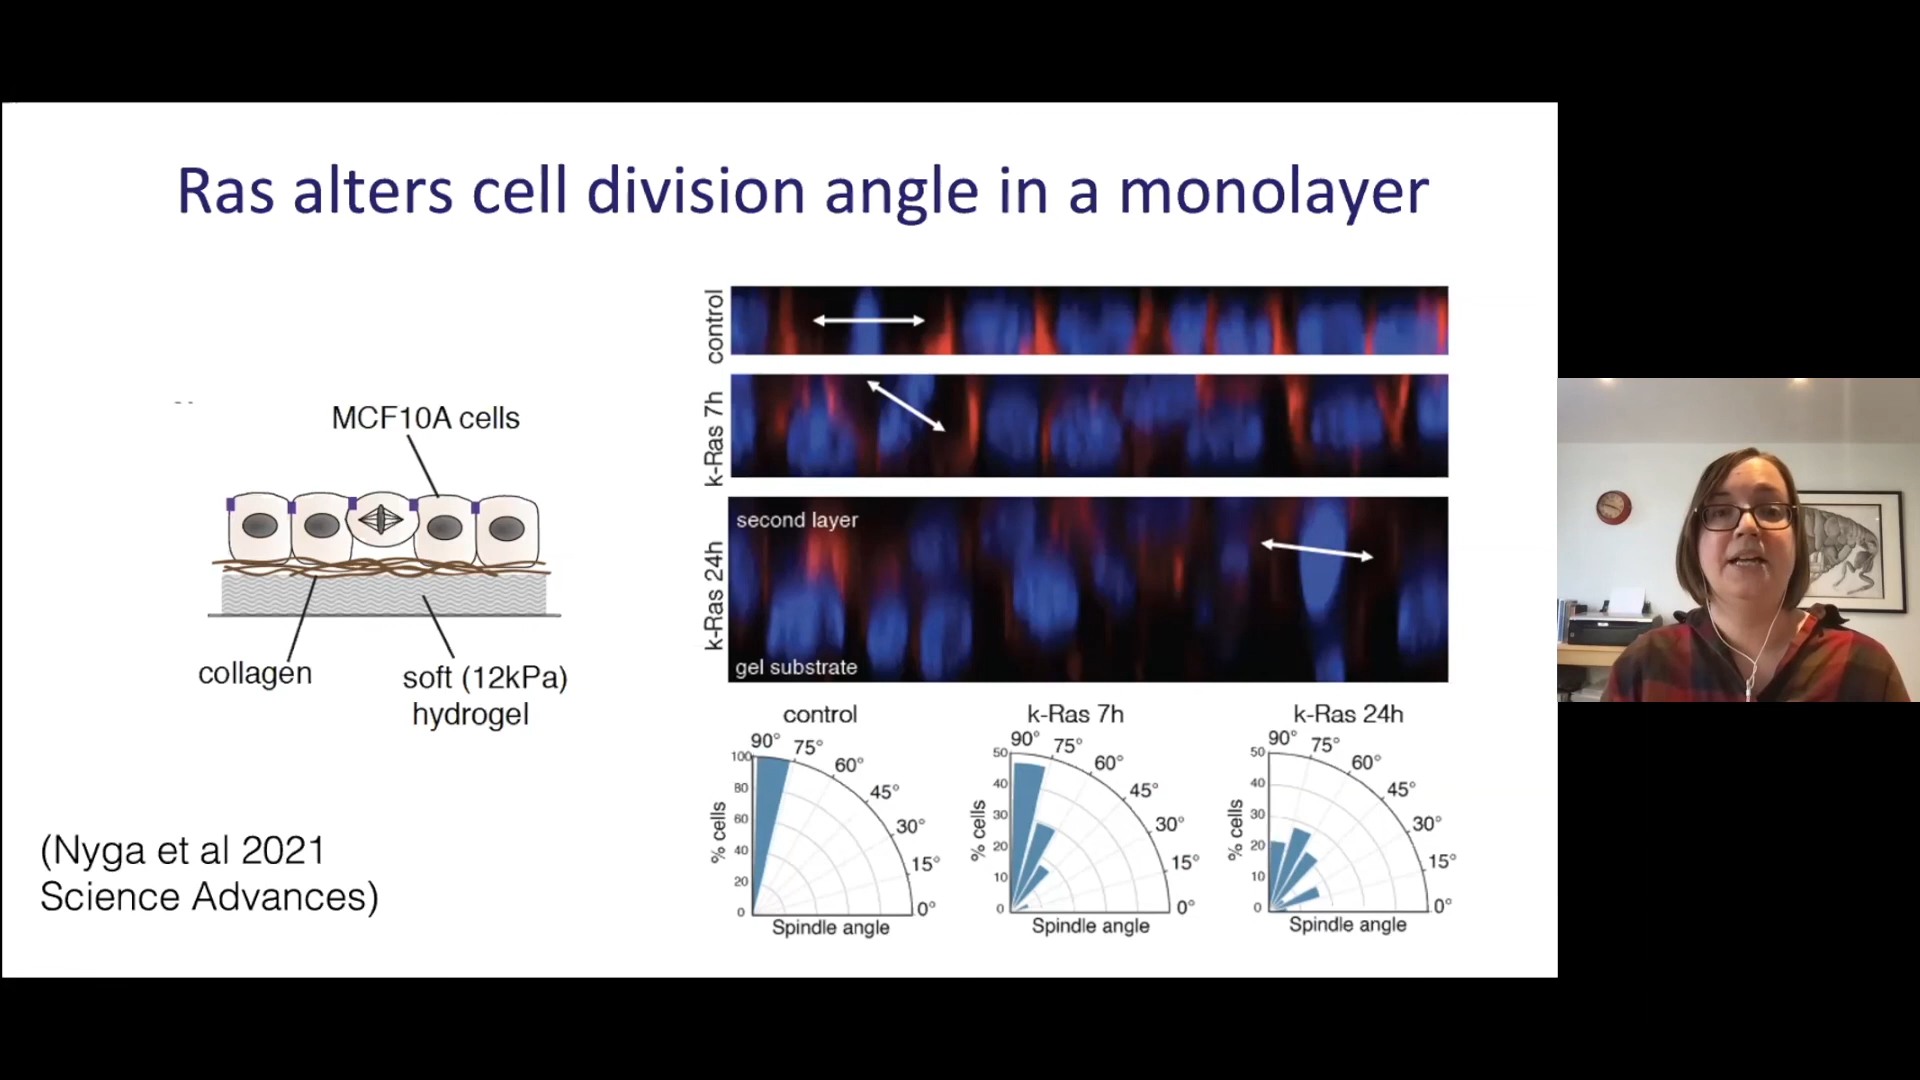 Ras alters cell division angle in a monolayer
MCF10A cells
collagen
soft (12kPa)
hydrogel
(Nyga et al 2021
Science Advances)
control
k-Ras 7h
k-Ras 24h
second layer
gel substrate
control
% cells
100
80
60
40
20
0
90°
75°
60°
45°
30°
15°
0°
Spindle angle
k-Ras 7h
% cells
50
40
30
20
10
0
90°
75°
60°
45°
30°
15°
0°
Spindle angle
k-Ras 24h
% cells
50
40
30
20
10
0
90°
75°
60°
45°
30°
15°
0°
Spindle angle